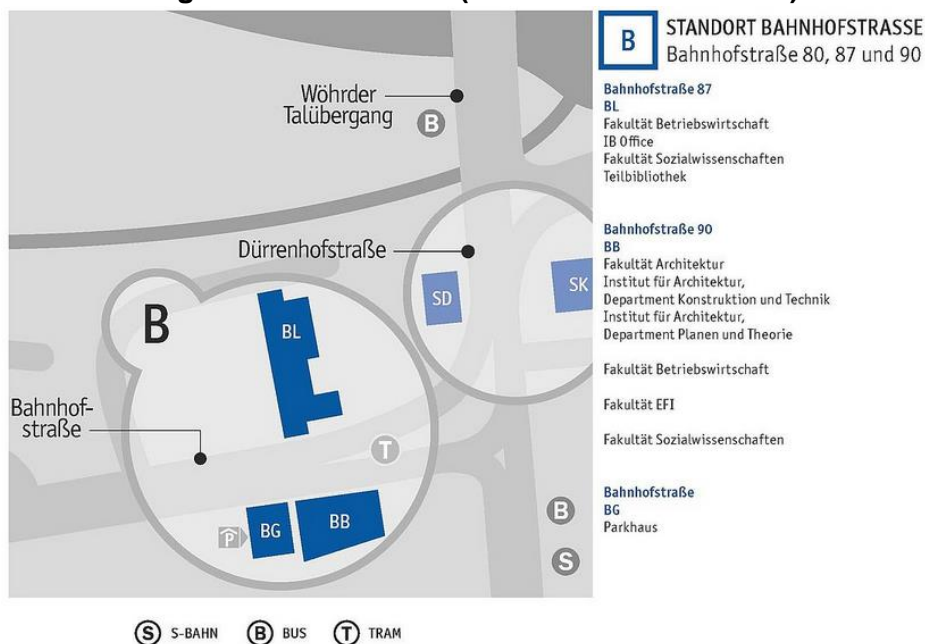 B
STANDORT BAHNHOFSTRASSE
Bahnhofstraße 80, 87 und 90
Wöhrder
Talübergang
B
Dürrenhofstraße
SD
SK
B
BL
Bahnhof-
straße
T
P
BG
BB
B
S
Bahnhofstraße 87
BL
Fakultät Betriebswirtschaft
IB Office
Fakultät Sozialwissenschaften
Teilbibliothek
Bahnhofstraße 90
BB
Fakultät Architektur
Institut für Architektur,
Department Konstruktion und Technik
Institut für Architektur,
Department Planen und Theorie
Fakultät Betriebswirtschaft
Fakultät EFI
Fakultät Sozialwissenschaften
Bahnhofstraße
BG
Parkhaus
S S-BAHN B BUS T TRAM